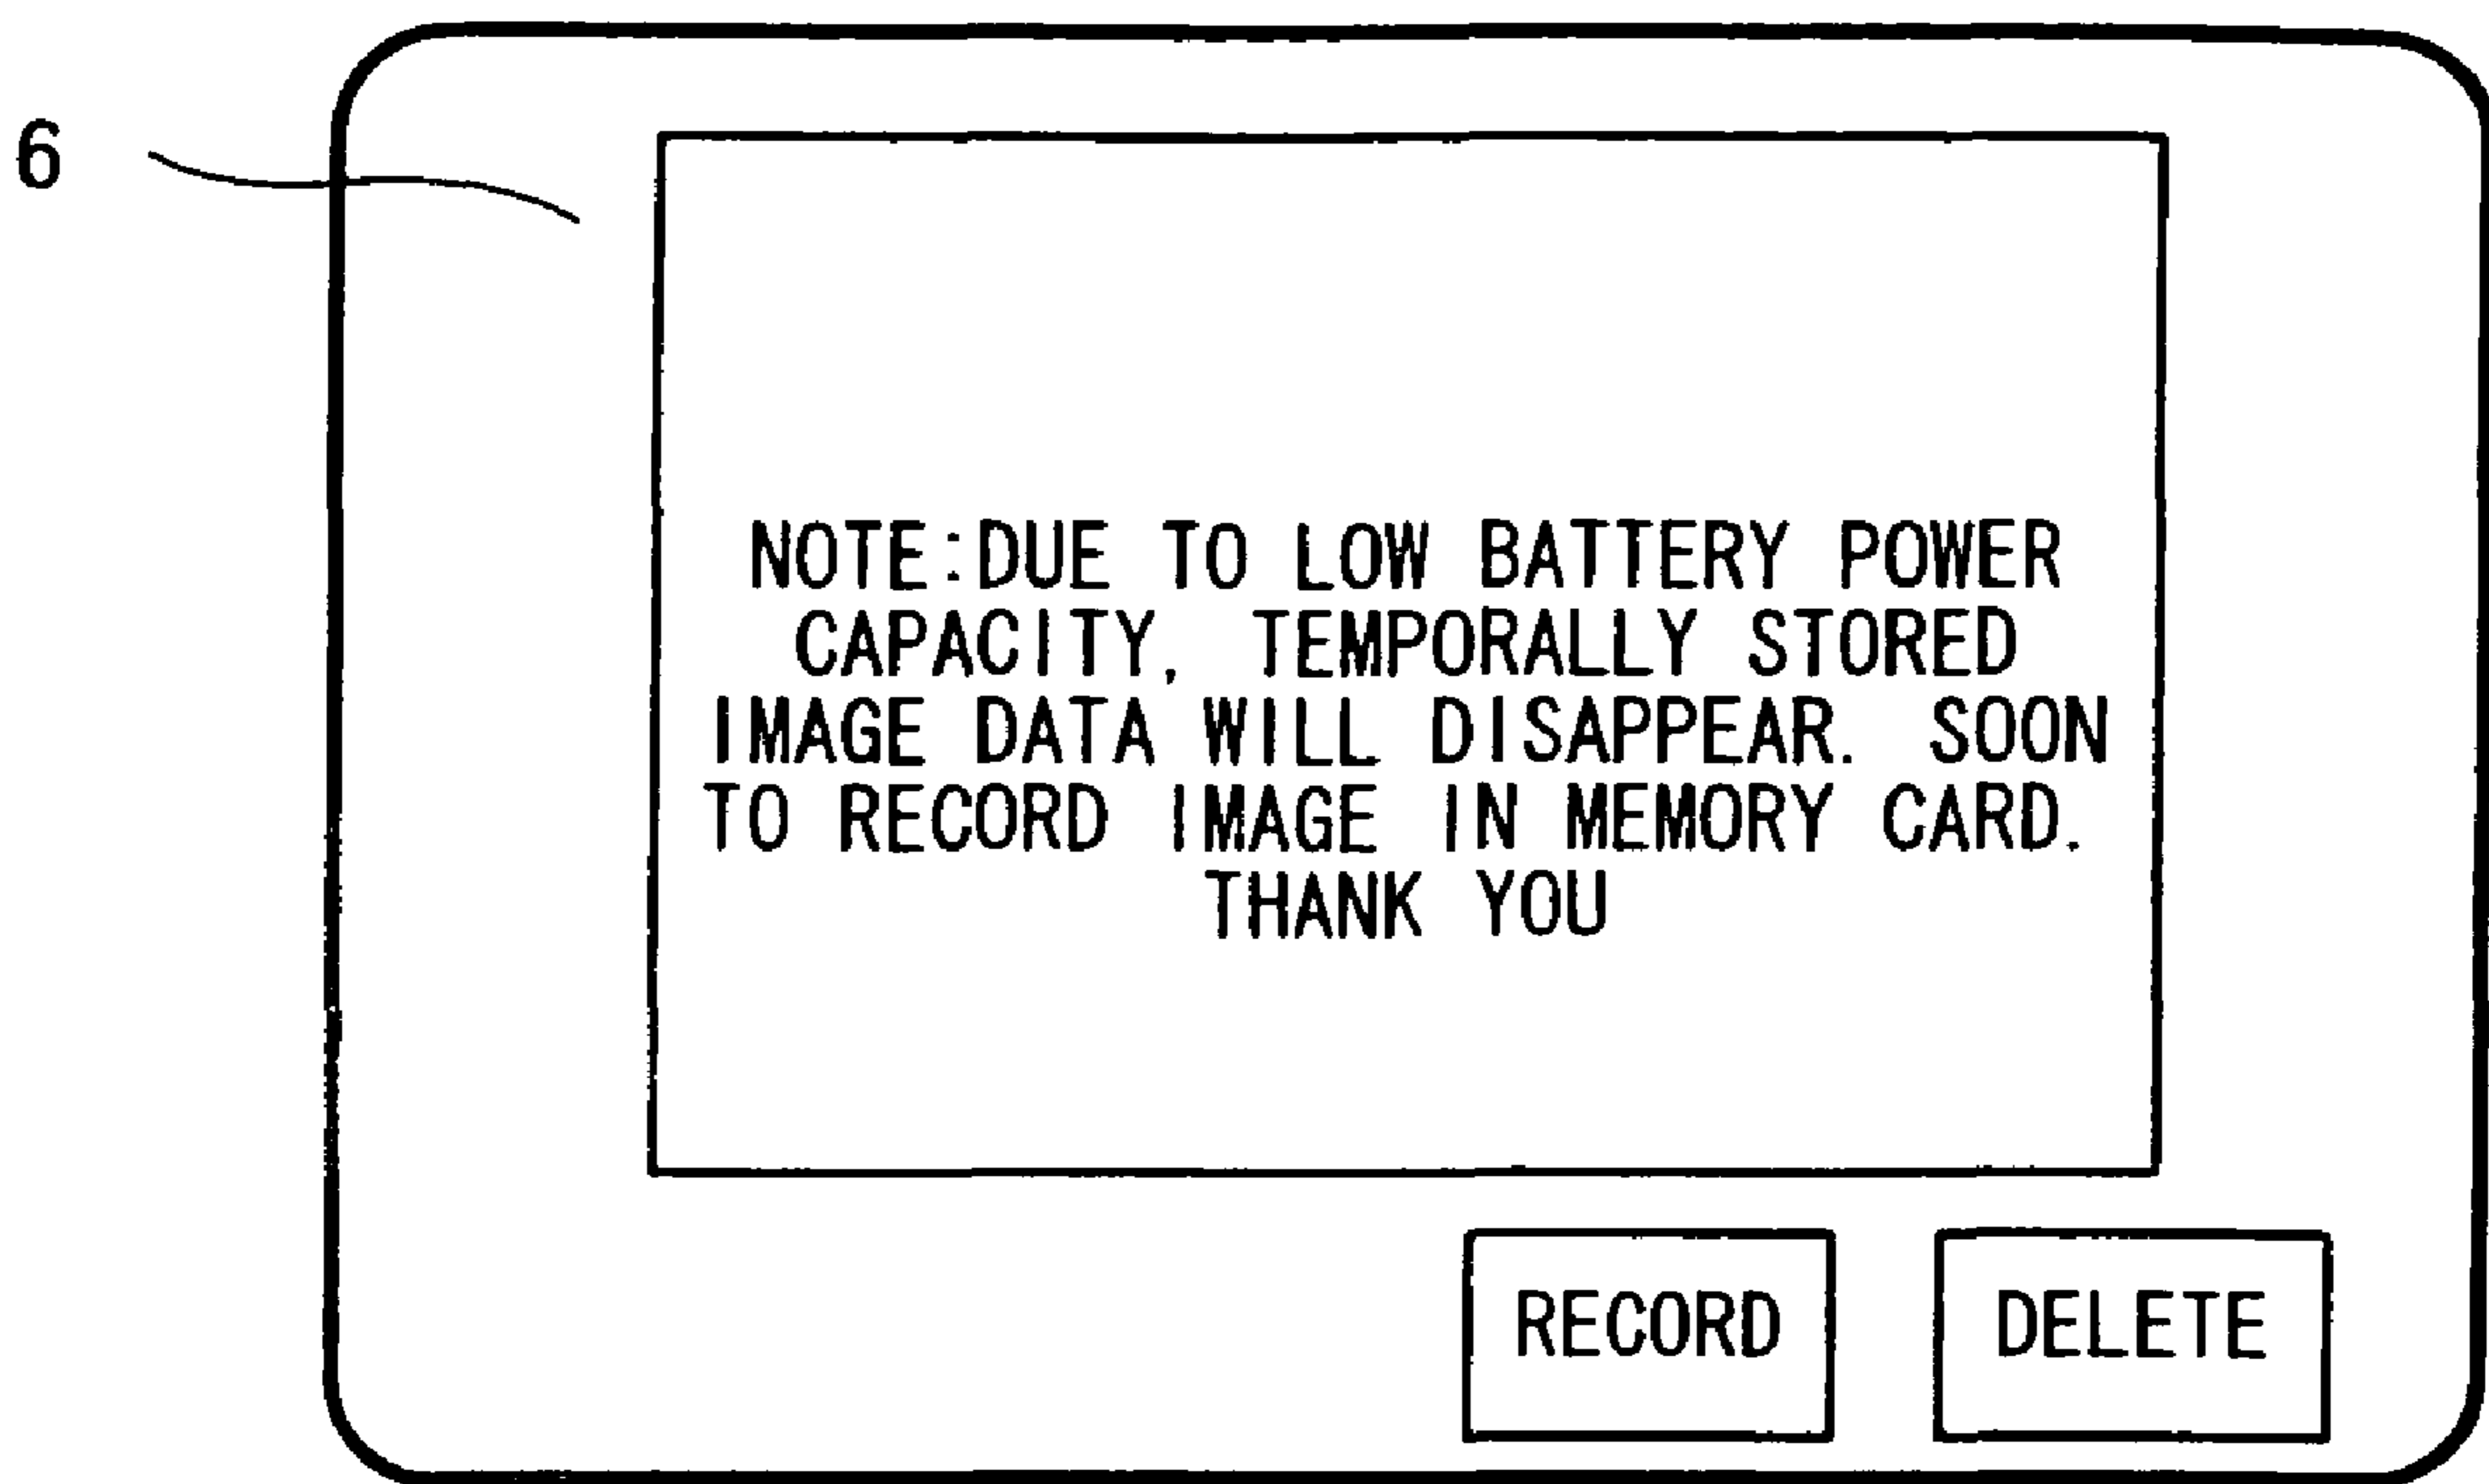 6
NOTE:DUE TO LOW BATTERY POWER
CAPACITY, TEMPORALLY STORED
IMAGE DATA WILL DISAPPEAR. SOON
TO RECORD IMAGE IN MEMORY CARD.
THANK YOU
RECORD DELETE